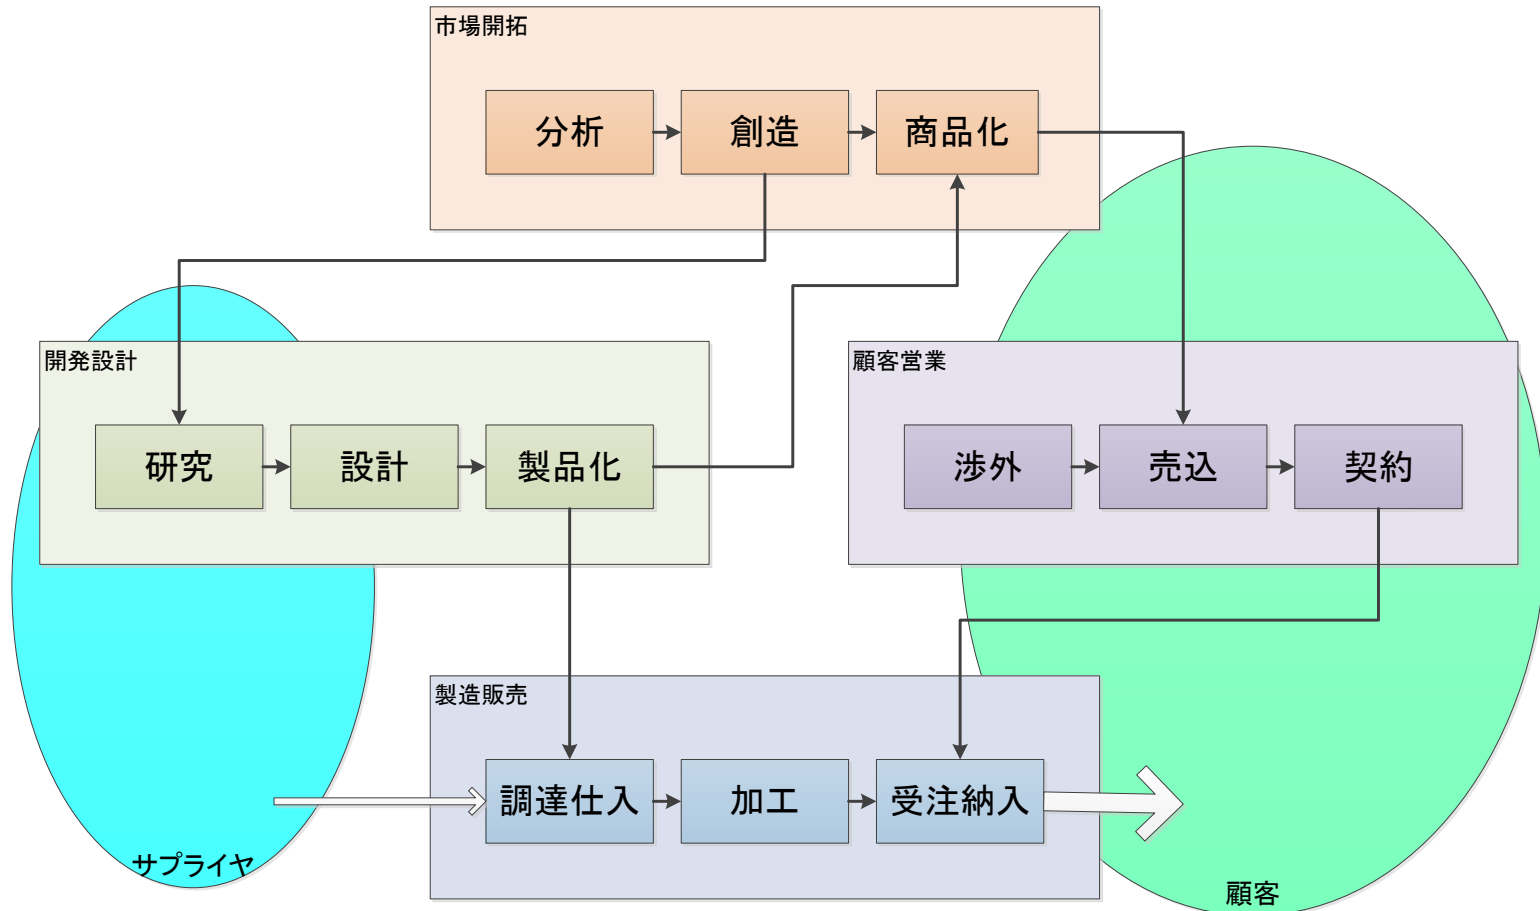 市場開拓
分析
創造
商品化
開発設計
研究
設計
製品化
顧客営業
渉外
売込
契約
製造販売
調達仕入
加工
受注納入
サプライヤ
顧客